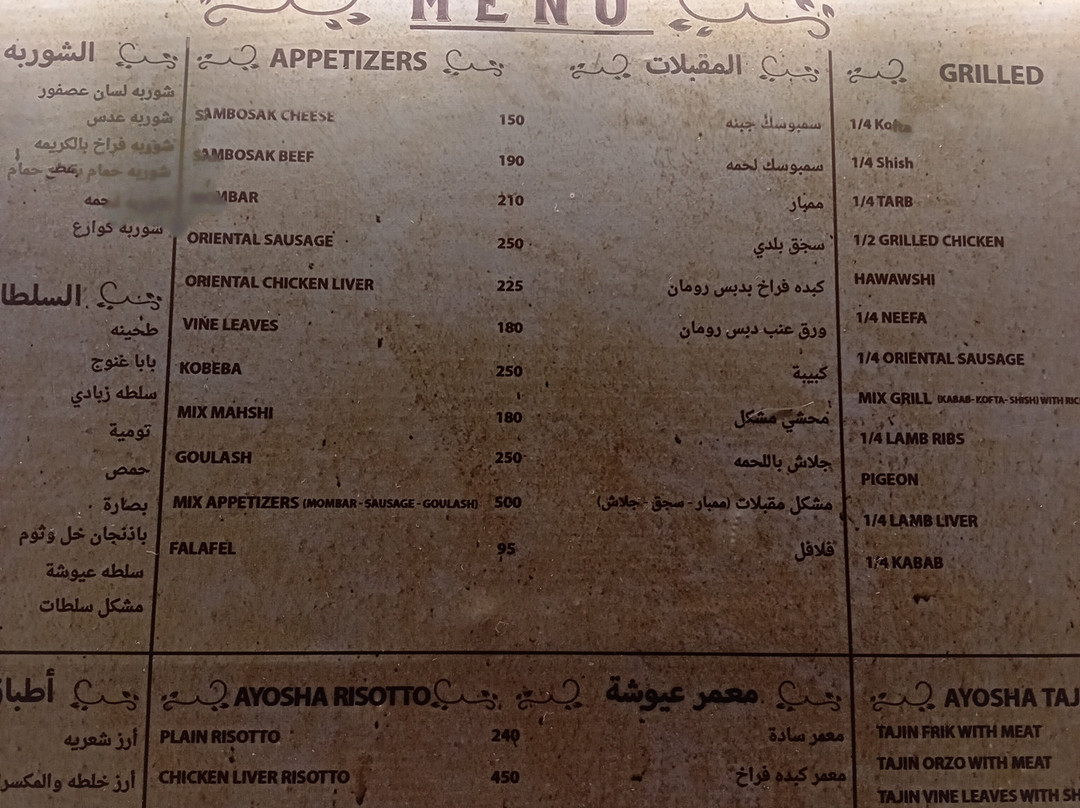 MENU
الشوربه
شوربه لسان عصفور
شوربه عدس
شوربه فراخ بالكريمه
شوربه حمام حمام
شوربه كوارع
السلطا
طحينه
بابا غنوج
سلطه زبادي
تومية
حمص
بصارة
باذنجان خل وثوم
سلطه عيوشة
مشكل سلطات
أرز شعريه
أرز خلطه والمكسر
APPETIZERS المقبلات
SAMBOSAK CHEESE 150 سمبوسك جبنه
SAMBOSAK BEEF 190 سمبوسك لحمه
MBAR 210 ممبار
ORIENTAL SAUSAGE 250 سجق بلدي
ORIENTAL CHICKEN LIVER 225 كبده فراخ بدبس رومان
VINE LEAVES 180 ورق عنب دبس رومان
KOBEBA 250 كبيبة
MIX MAHSHI 180 محشي مشكل
GOULASH 250 جلاش باللحمه
MIX APPETIZERS (MOMBAR - SAUSAGE - GOULASH) 500 مشكل مقبلات (ممبار - سجق - جلاش)
FALAFEL 95 فلافل
AYOSHA RISOTTO معمر عيوشة
PLAIN RISOTTO 240 معمر سادة
CHICKEN LIVER RISOTTO 450 معمر كبده فراخ
GRILLED
1/4 Kofta
1/4 Shish
1/4 TARB
1/2 GRILLED CHICKEN
HAWAWSHI
1/4 NEEFA
1/4 ORIENTAL SAUSAGE
MIX GRILL (KABAB- KOFTA- SHISH) WITH RIC
1/4 LAMB RIBS
PIGEON
1/4 LAMB LIVER
1/4 KABAB
AYOSHA TAJ
TAJIN FRIK WITH MEAT
TAJIN ORZO WITH MEAT
TAJIN VINE LEAVES WITH SH